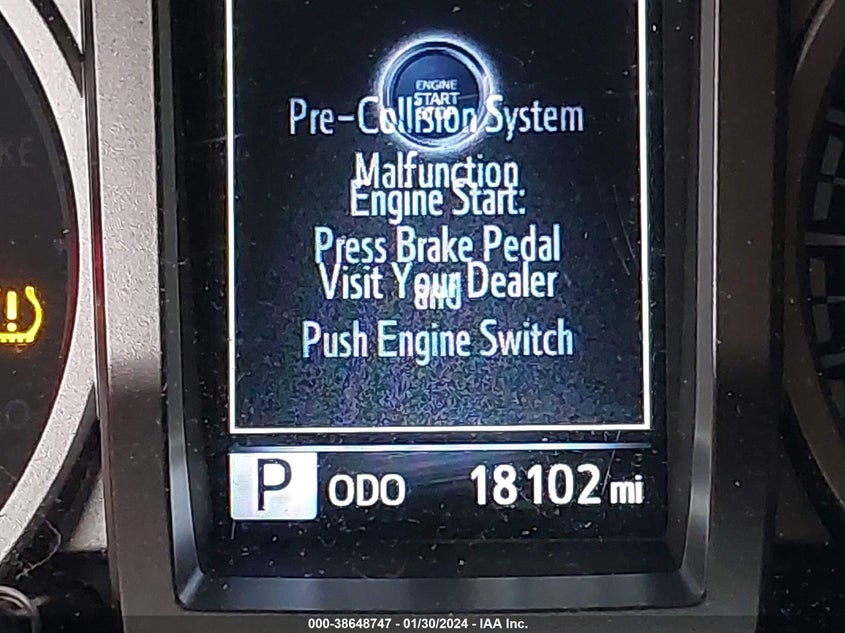 ENGINE
START
STOP
Pre-Collision System
Malfunction
Engine Start:
Press Brake Pedal
Visit Your Dealer
and
Push Engine Switch
P ODO 18102 mi
000-38648747 - 01/30/2024 - IAA Inc.